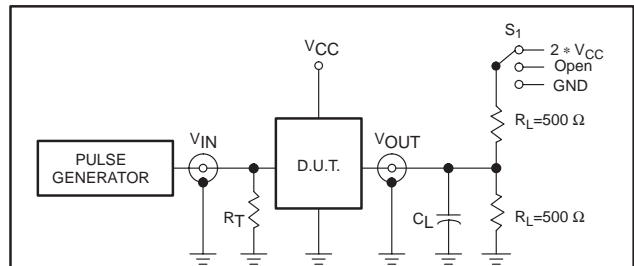 S1
2 * VCC
Open
GND
VCC
RL=500 Ω
VIN
VOUT
PULSE
GENERATOR
D.U.T.
RT
CL
RL=500 Ω